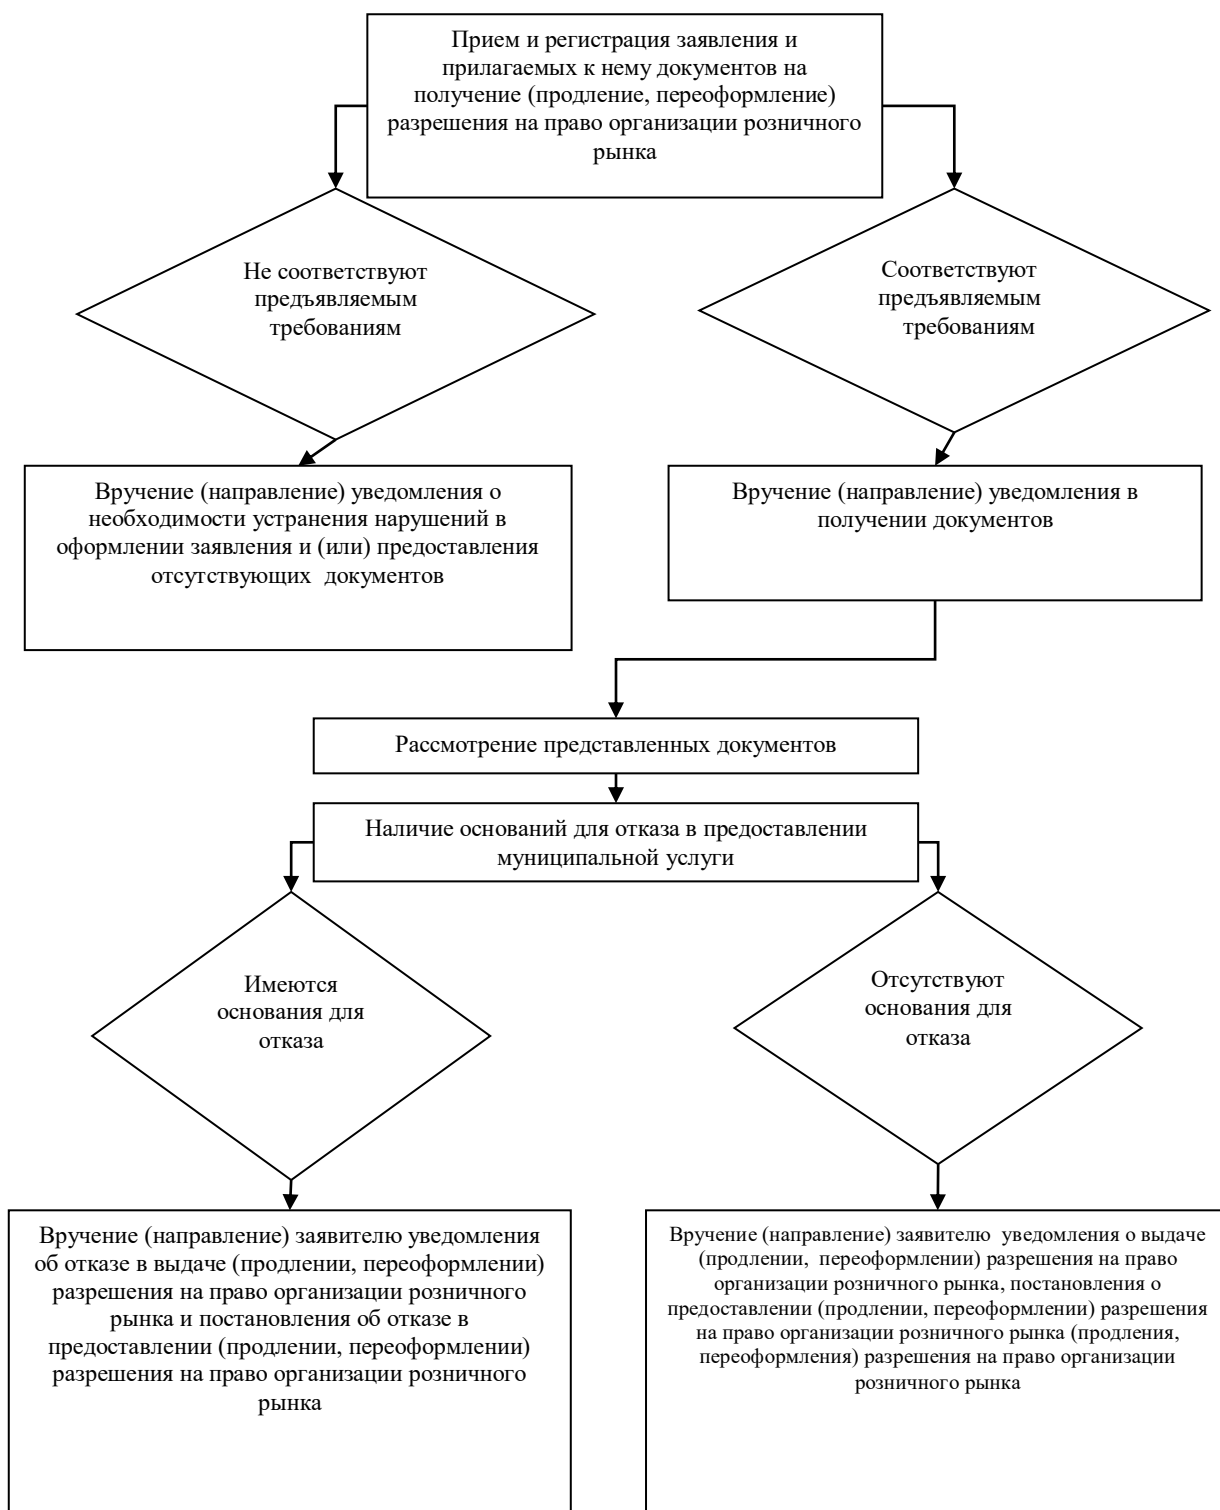 Прием и регистрация заявления и
прилагаемых к нему документов на
получение (продление, переоформление)
разрешения на право организации розничного
рынка
Не соответствуют
предъявляемым
требованиям
Соответствуют
предъявляемым
требованиям
Вручение (направление) уведомления о
необходимости устранения нарушений в
оформлении заявления и (или) предоставления
отсутствующих  документов
Вручение (направление) уведомления в
получении документов
Рассмотрение представленных документов
Наличие оснований для отказа в предоставлении
муниципальной услуги
Имеются
основания для
отказа
Отсутствуют
основания для
отказа
Вручение (направление) заявителю уведомления
об отказе в выдаче (продлении, переоформлении)
разрешения на право организации розничного
рынка и постановления об отказе в
предоставлении (продлении, переоформлении)
разрешения на право организации розничного
рынка
Вручение (направление) заявителю  уведомления о выдаче
(продлении,  переоформлении) разрешения на право
организации розничного рынка, постановления о
предоставлении (продлении, переоформлении) разрешения
на право организации розничного рынка (продления,
переоформления) разрешения на право организации
розничного рынка